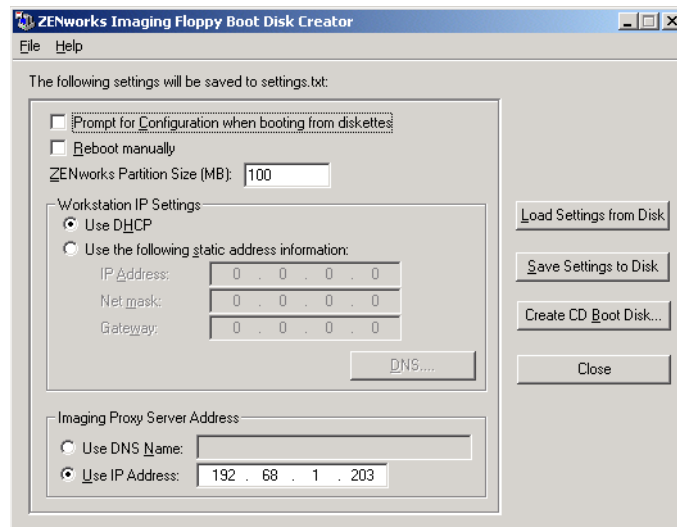 ZENworks Imaging Floppy Boot Disk Creator
File Help
The following settings will be saved to settings.txt:
Prompt for Configuration when booting from diskettes
Reboot manually
ZENworks Partition Size (MB): 100
Workstation IP Settings
Use DHCP
Use the following static address information:
IP Address: 0 . 0 . 0 . 0
Net mask: 0 . 0 . 0 . 0
Gateway: 0 . 0 . 0 . 0
DNS....
Imaging Proxy Server Address
Use DNS Name:
Use IP Address: 192 . 68 . 1 . 203
Load Settings from Disk
Save Settings to Disk
Create CD Boot Disk...
Close